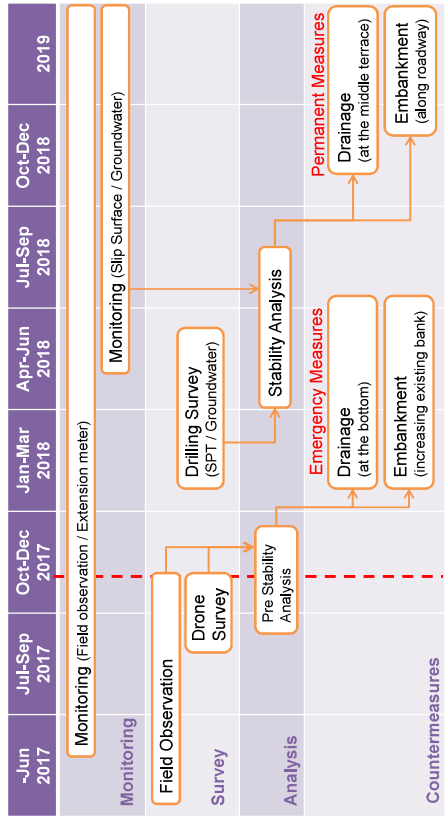 -Jun
2017
Jul-Sep
2017
Oct-Dec
2017
Jan-Mar
2018
Apr-Jun
2018
Jul-Sep
2018
Oct-Dec
2018
2019
Monitoring (Field observation / Extension meter)
Monitoring (Slip Surface / Groundwater)
Monitoring
Field Observation
Drone
Survey
Drilling Survey
(SPT / Groundwater)
Survey
Pre Stability
Analysis
Stability Analysis
Analysis
Emergency Measures
Drainage
(at the bottom)
Embankment
(increasing existing bank)
Permanent Measures
Drainage
(at the middle terrace)
Embankment
(along roadway)
Countermeasures